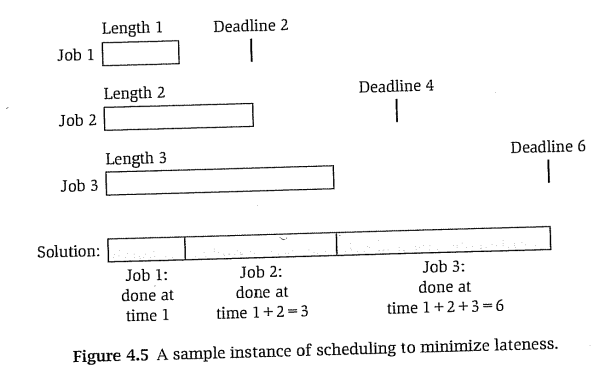 Length 1
Deadline 2
Job 1
Length 2
Deadline 4
Job 2
Length 3
Deadline 6
Job 3
Solution:
Job 1:
done at
time 1
Job 2:
done at
time 1+2=3
Job 3:
done at
time 1+2+3=6
Figure 4.5 A sample instance of scheduling to minimize lateness.